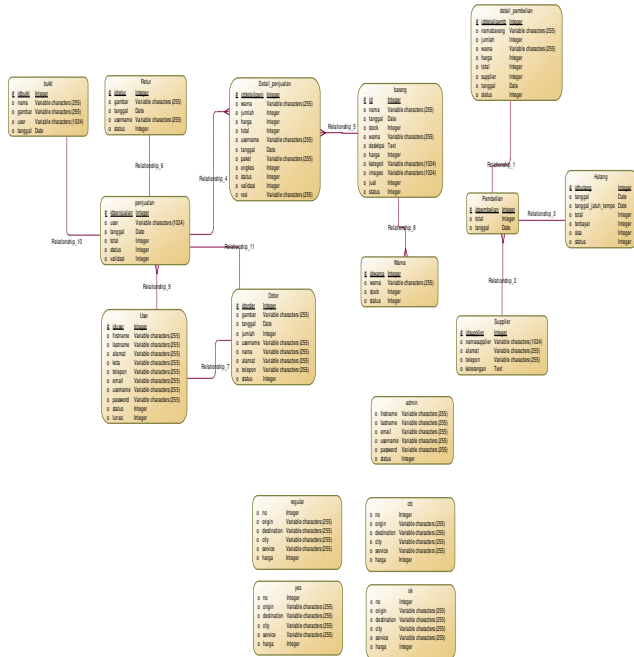 detail_pembelian
# iddetailpemb Integer
o namabarang Variable characters (255)
o jumlah Integer
o warna Variable characters (255)
o harga Integer
o total Integer
o supplier Integer
o tanggal Date
o status Integer
bukti
# idbukti Integer
o nama Variable characters (255)
o gambar Variable characters (255)
o user Variable characters (1024)
o tanggal Date
Retur
# idretur Integer
o gambar Variable characters (255)
o tanggal Date
o username Variable characters (255)
o status Integer
Detail_penjualan
# iddetailpenj Integer
o warna Variable characters (255)
o jumlah Integer
o harga Integer
o total Integer
o username Variable characters (255)
o tanggal Date
o paket Variable characters (255)
o ongkos Integer
o status Integer
o validasi Integer
o resi Variable characters (255)
barang
# id Integer
o nama Variable characters (255)
o tanggal Date
o stock Integer
o warna Variable characters (255)
o deskripsi Text
o harga Integer
o kategori Variable characters (1024)
o images Variable characters (1024)
o jual Integer
o status Integer
Relationship_5
Relationship_1
Relationship_6
Relationship_4
penjualan
# idpenjualan Integer
o user Variable characters (1024)
o tanggal Date
o total Integer
o status Integer
o validasi Integer
Pembelian
# idpembelian Integer
o total Integer
o tanggal Date
Relationship_3
Hutang
# idhutang Integer
o tanggal Date
o tanggal_jatuh_tempo Date
o total Integer
o terbayar Integer
o sisa Integer
o status Integer
Relationship_10
Relationship_11
Relationship_8
Relationship_9
Relationship_2
Warna
# idwarna Integer
o warna Variable characters (255)
o stock Integer
o status Integer
User
# iduser Integer
o firstname Variable characters (255)
o lastname Variable characters (255)
o alamat Variable characters (255)
o kota Variable characters (255)
o telepon Variable characters (255)
o email Variable characters (255)
o username Variable characters (255)
o password Variable characters (255)
o status Integer
o lunas Integer
Relationship_7
Order
# idorder Integer
o gambar Variable characters (255)
o tanggal Date
o jumlah Integer
o username Variable characters (255)
o nama Variable characters (255)
o alamat Variable characters (255)
o telepon Variable characters (255)
o status Integer
Supplier
# idsupplier Integer
o namasupplier Variable characters (1024)
o alamat Variable characters (255)
o telepon Variable characters (255)
o keterangan Text
admin
o firstname Variable characters (255)
o lastname Variable characters (255)
o email Variable characters (255)
o username Variable characters (255)
o password Variable characters (255)
o status Integer
regular
o no Integer
o origin Variable characters (255)
o destination Variable characters (255)
o city Variable characters (255)
o service Variable characters (255)
o harga Integer
ctc
o no Integer
o origin Variable characters (255)
o destination Variable characters (255)
o city Variable characters (255)
o service Variable characters (255)
o harga Integer
yes
o no Integer
o origin Variable characters (255)
o destination Variable characters (255)
o city Variable characters (255)
o service Variable characters (255)
o harga Integer
ok
o no Integer
o origin Variable characters (255)
o destination Variable characters (255)
o city Variable characters (255)
o service Variable characters (255)
o harga Integer